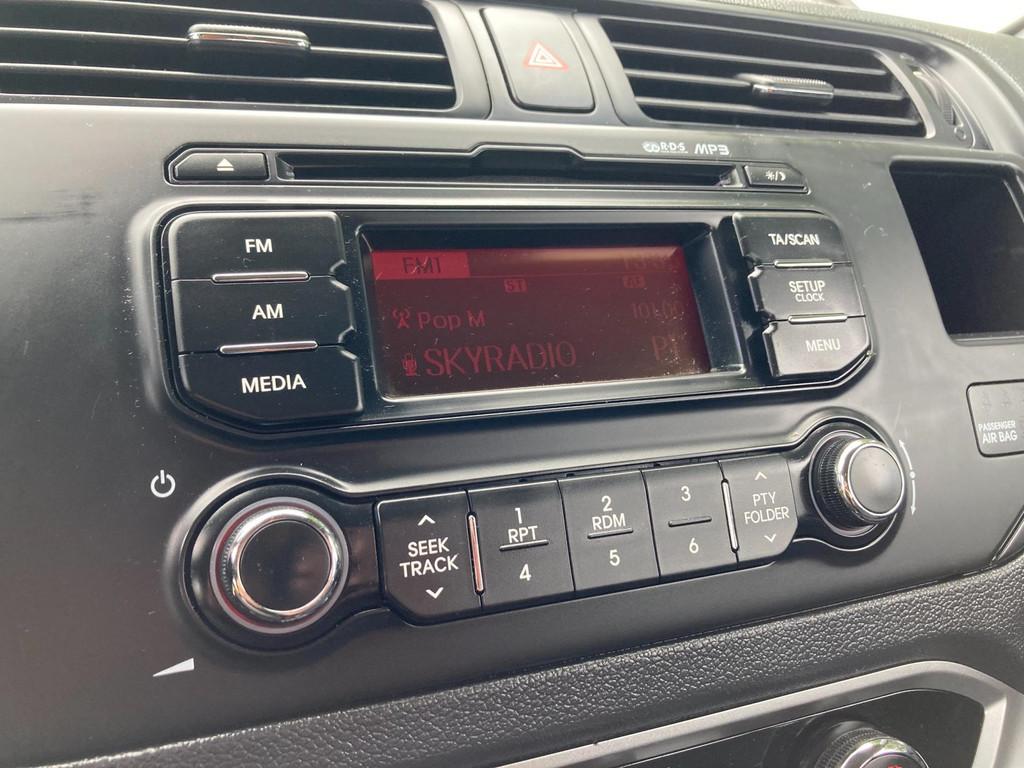 R·D·S MP3
FM
AM
MEDIA
FM1
ST
AF
Pop M
SKYRADIO
TA/SCAN
SETUP
CLOCK
MENU
SEEK
TRACK
1
RPT
4
2
RDM
5
3
6
PTY
FOLDER
PASSENGER
AIR BAG